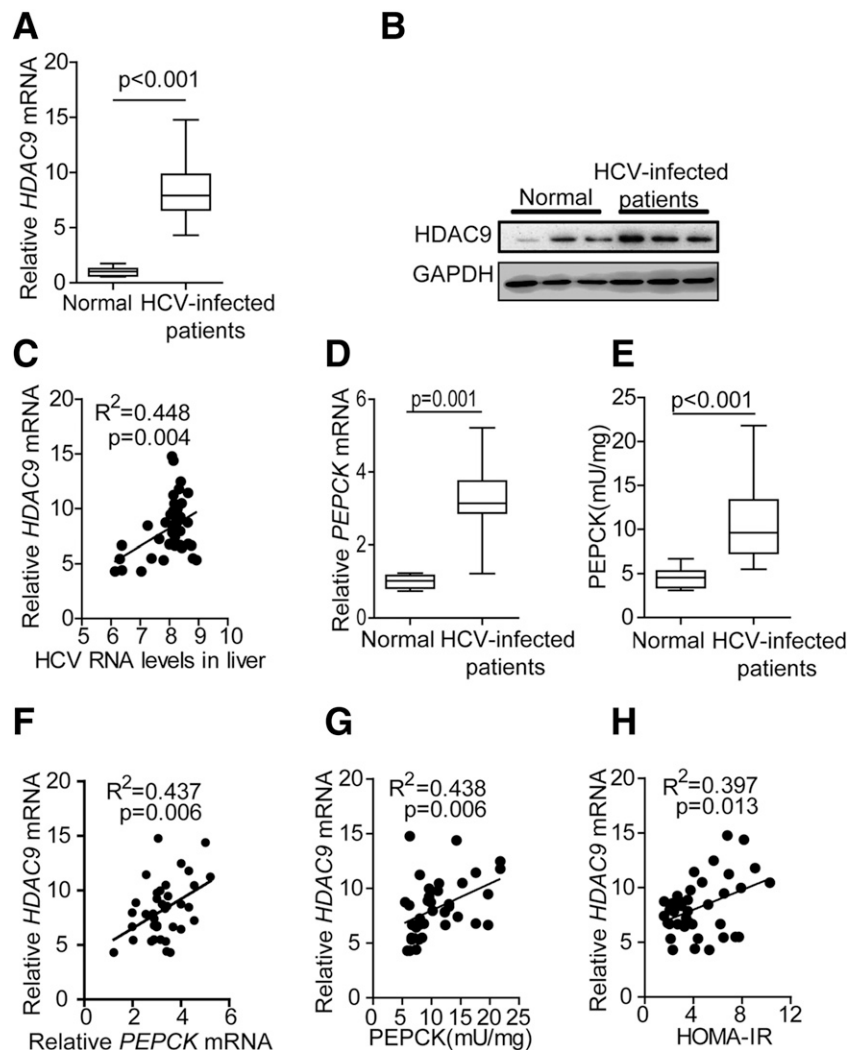 A
Relative HDAC9 mRNA
20
15
10
5
0
p<0.001
Normal HCV-infected
patients
B
HCV-infected
Normal patients
HDAC9
GAPDH
C
Relative HDAC9 mRNA
20
15
10
5
0
R2=0.448
p=0.004
5 6 7 8 9 10
HCV RNA levels in liver
D
Relative PEPCK mRNA
6
4
2
0
p=0.001
Normal HCV-infected
patients
E
PEPCK(mU/mg)
25
20
15
10
5
0
p<0.001
Normal HCV-infected
patients
F
Relative HDAC9 mRNA
20
15
10
5
0
R2=0.437
p=0.006
0 2 4 6
Relative PEPCK mRNA
G
Relative HDAC9 mRNA
20
15
10
5
0
R2=0.438
p=0.006
0 5 10 15 20 25
PEPCK(mU/mg)
H
Relative HDAC9 mRNA
20
15
10
5
0
R2=0.397
p=0.013
0 4 8 12
HOMA-IR